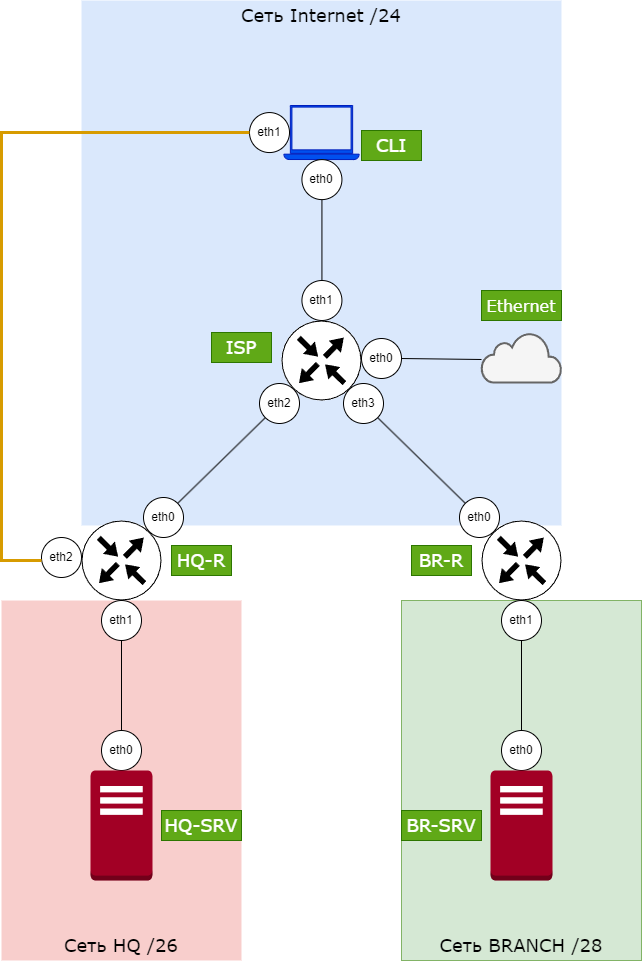 Сеть Internet /24
eth1
CLI
eth0
eth1
Ethernet
ISP
eth0
eth2
eth3
eth0
eth0
eth2
HQ-R
BR-R
eth1
eth1
eth0
eth0
HQ-SRV
BR-SRV
Сеть HQ /26
Сеть BRANCH /28